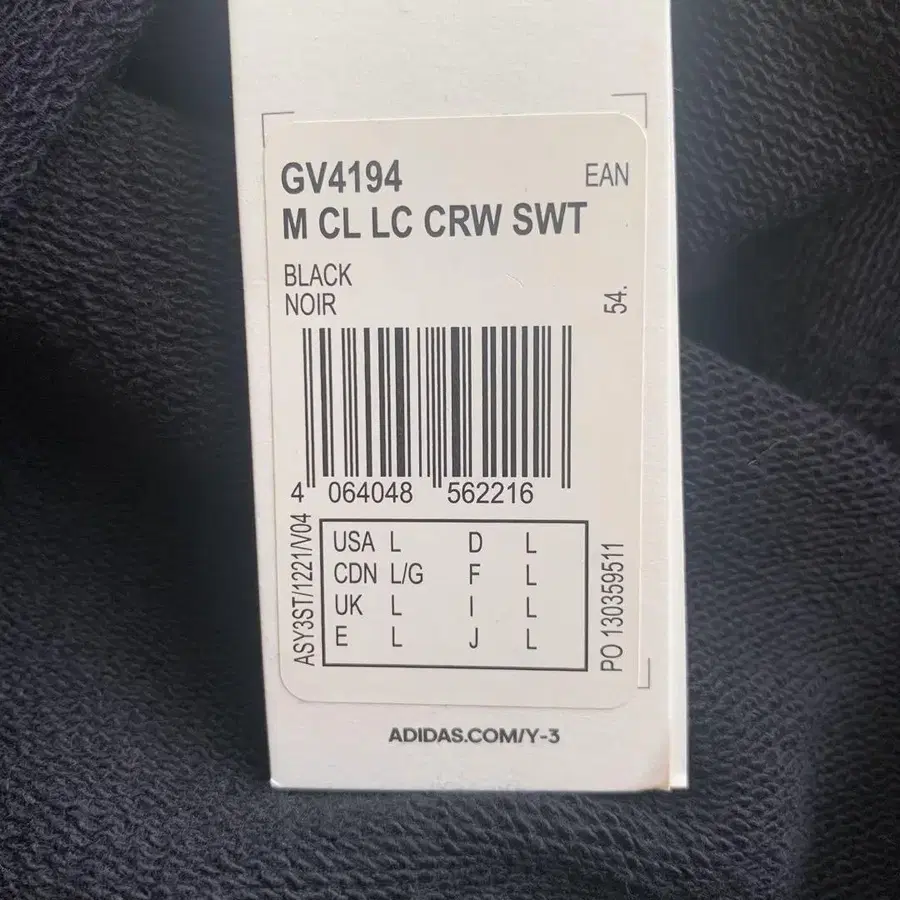 GV4194
EAN
M CL LC CRW SWT
BLACK
NOIR
54.
4 064048 562216
ASY3ST/1221/V04
USA L D L
CDN L/G F L
UK L I L
E L J L
PO 130359511
ADIDAS.COM/Y-3